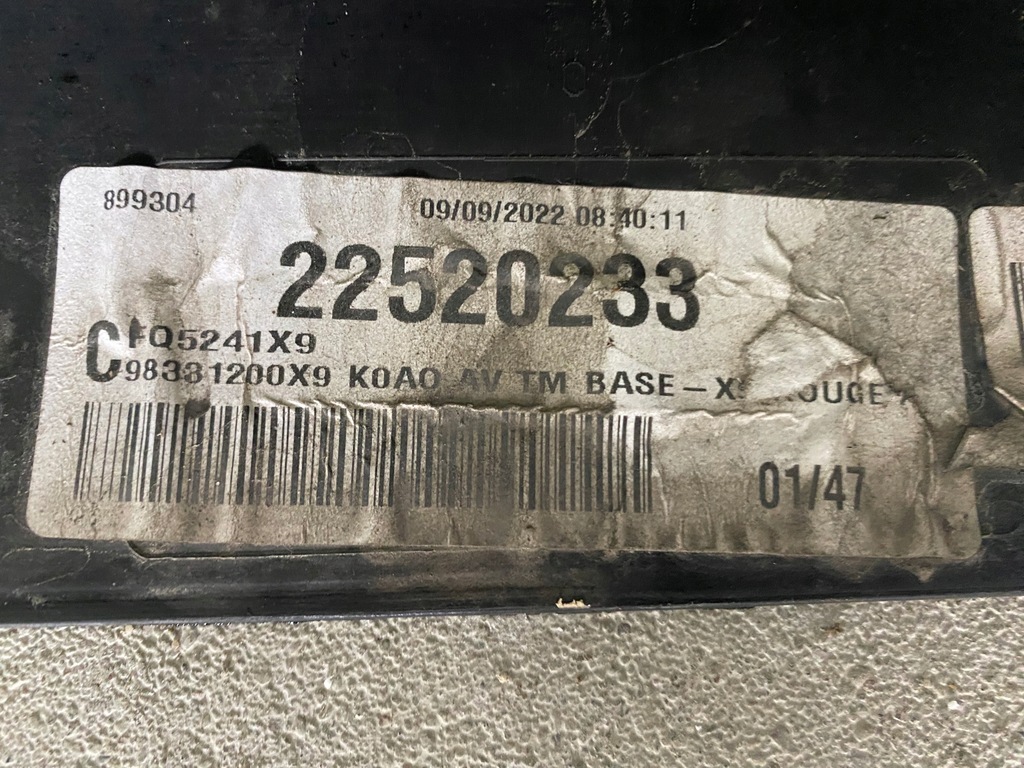 899304
09/09/2022 08:40:11
22520233
C
FQ5241X9
98331200X9 K0A0 AV TM BASE -
01/47